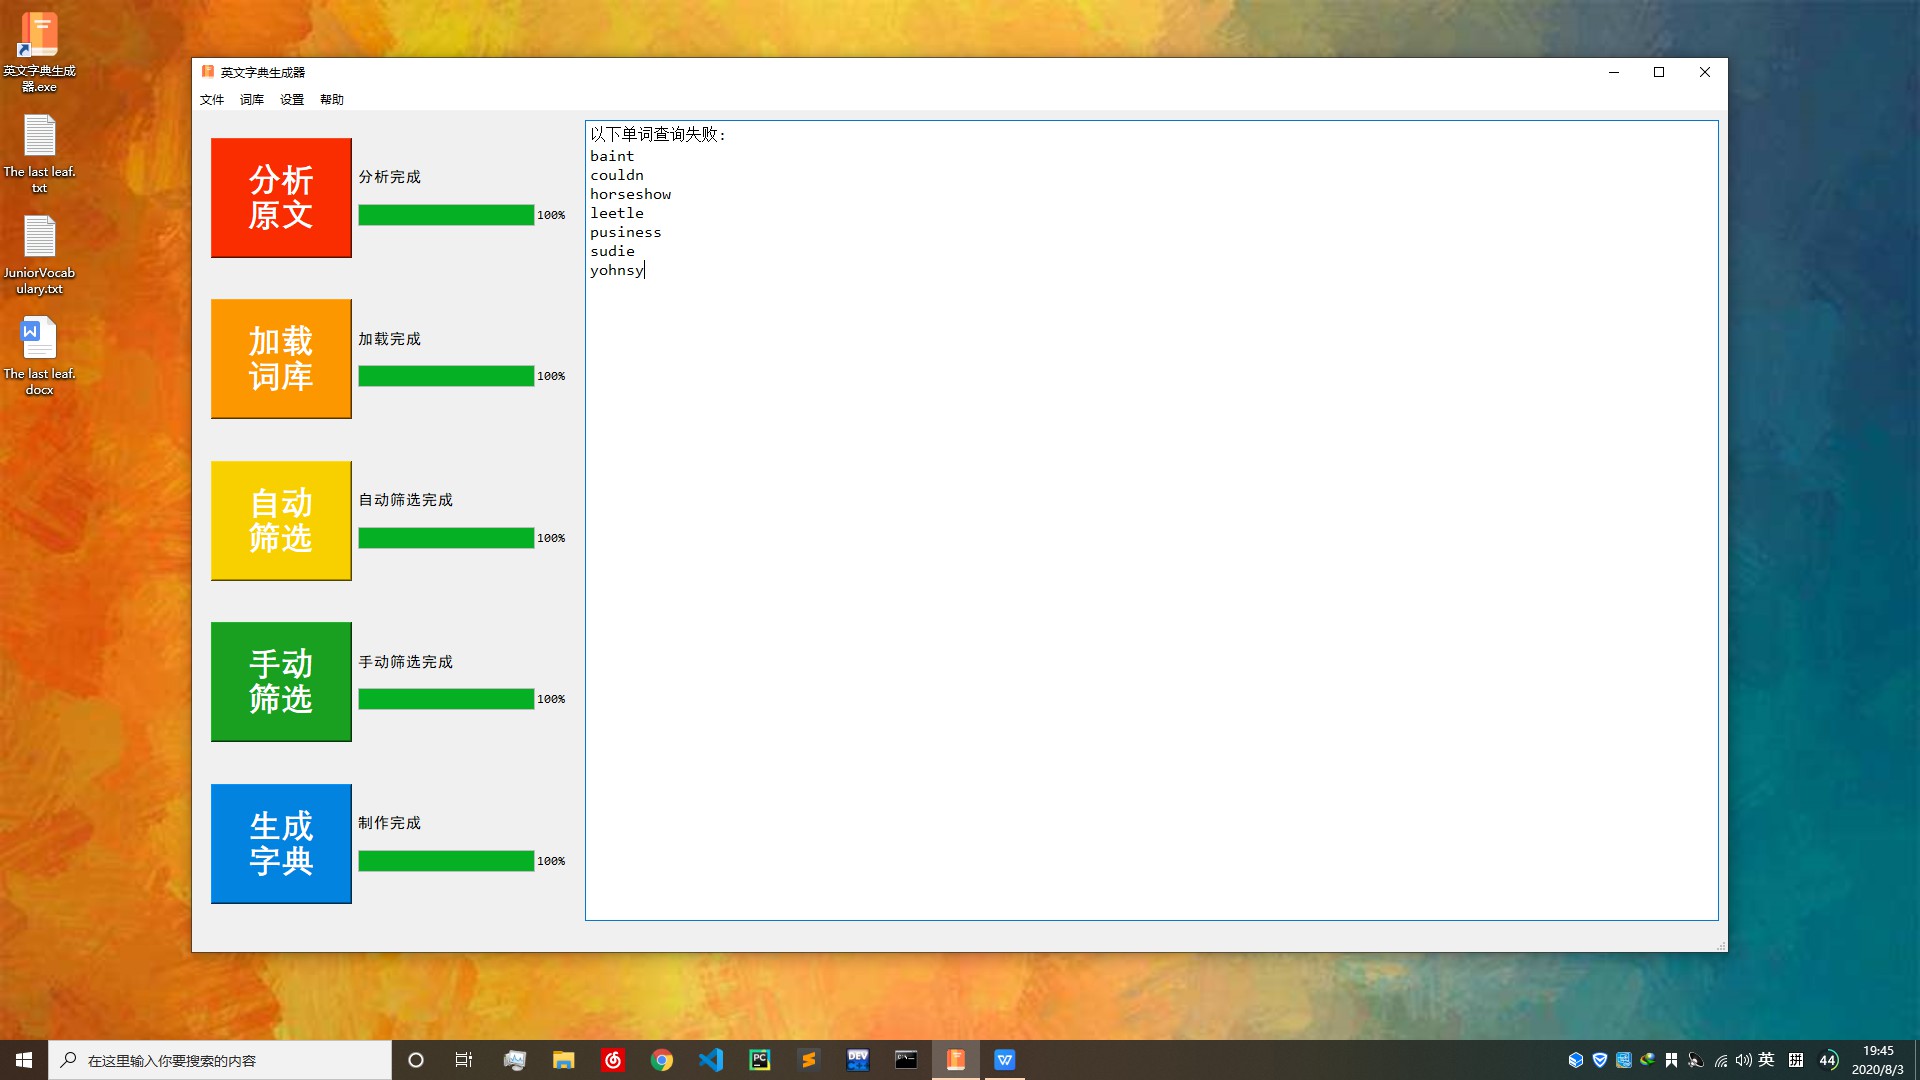 英文字典生成
器.exe
The last leaf.
txt
JuniorVocab
ulary.txt
The last leaf.
docx
英文字典生成器
文件 词库 设置 帮助
分析
原文
分析完成
100%
加载
词库
加载完成
100%
自动
筛选
自动筛选完成
100%
手动
筛选
手动筛选完成
100%
生成
字典
制作完成
100%
以下单词查询失败:
baint
couldn
horseshow
leetle
pusiness
sudie
yohnsy
在这里输入你要搜索的内容
PC
DEV
英
拼
44
19:45
2020/8/3